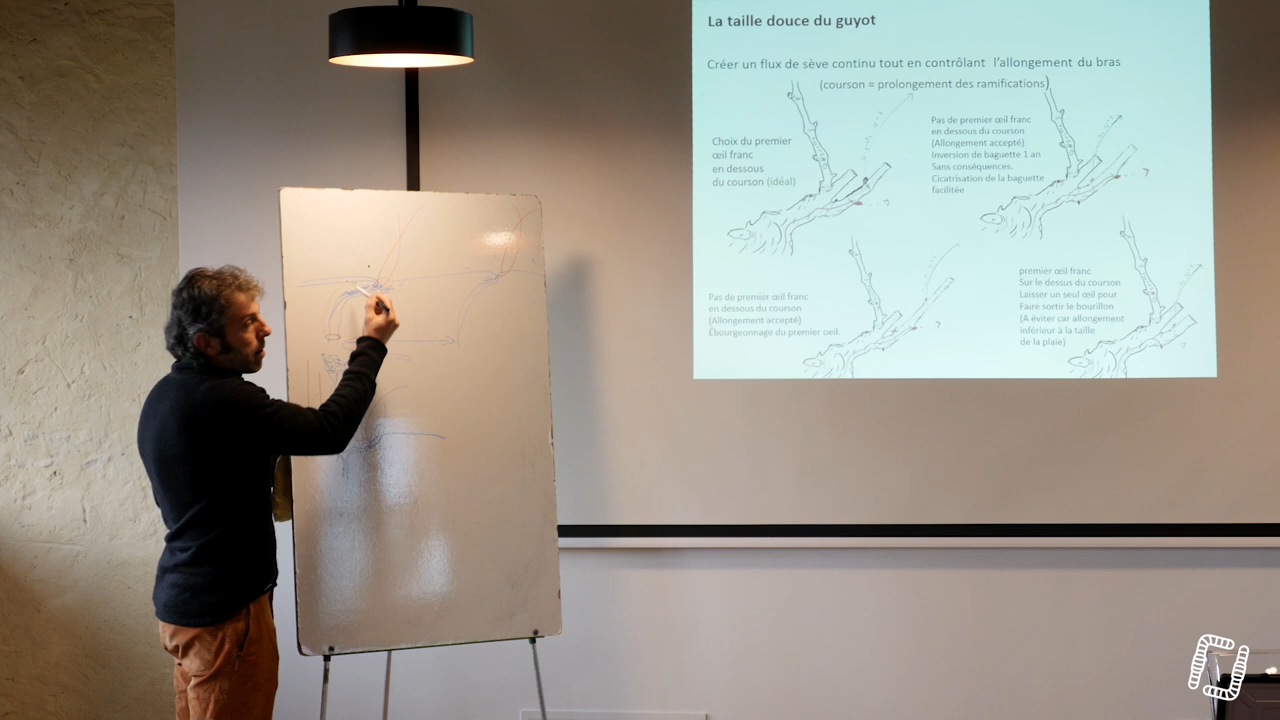 La taille douce du guyot
Créer un flux de sève continu tout en contrôlant l'allongement du bras
(courson = prolongement des ramifications)
Choix du premier
œil franc
en dessous
du courson (idéal)
Pas de premier œil franc
en dessous du courson
(Allongement accepté)
Inversion de baguette 1 an
Sans conséquences.
Cicatrisation de la baguette
facilitée
Pas de premier œil franc
en dessous du courson
(Allongement accepté)
Ébourgeonnage du premier oeil.
premier œil franc
Sur le dessus du courson
Laisser un seul œil pour
Faire sortir le bourillon
(A éviter car allongement
inférieur à la taille
de la plaie)